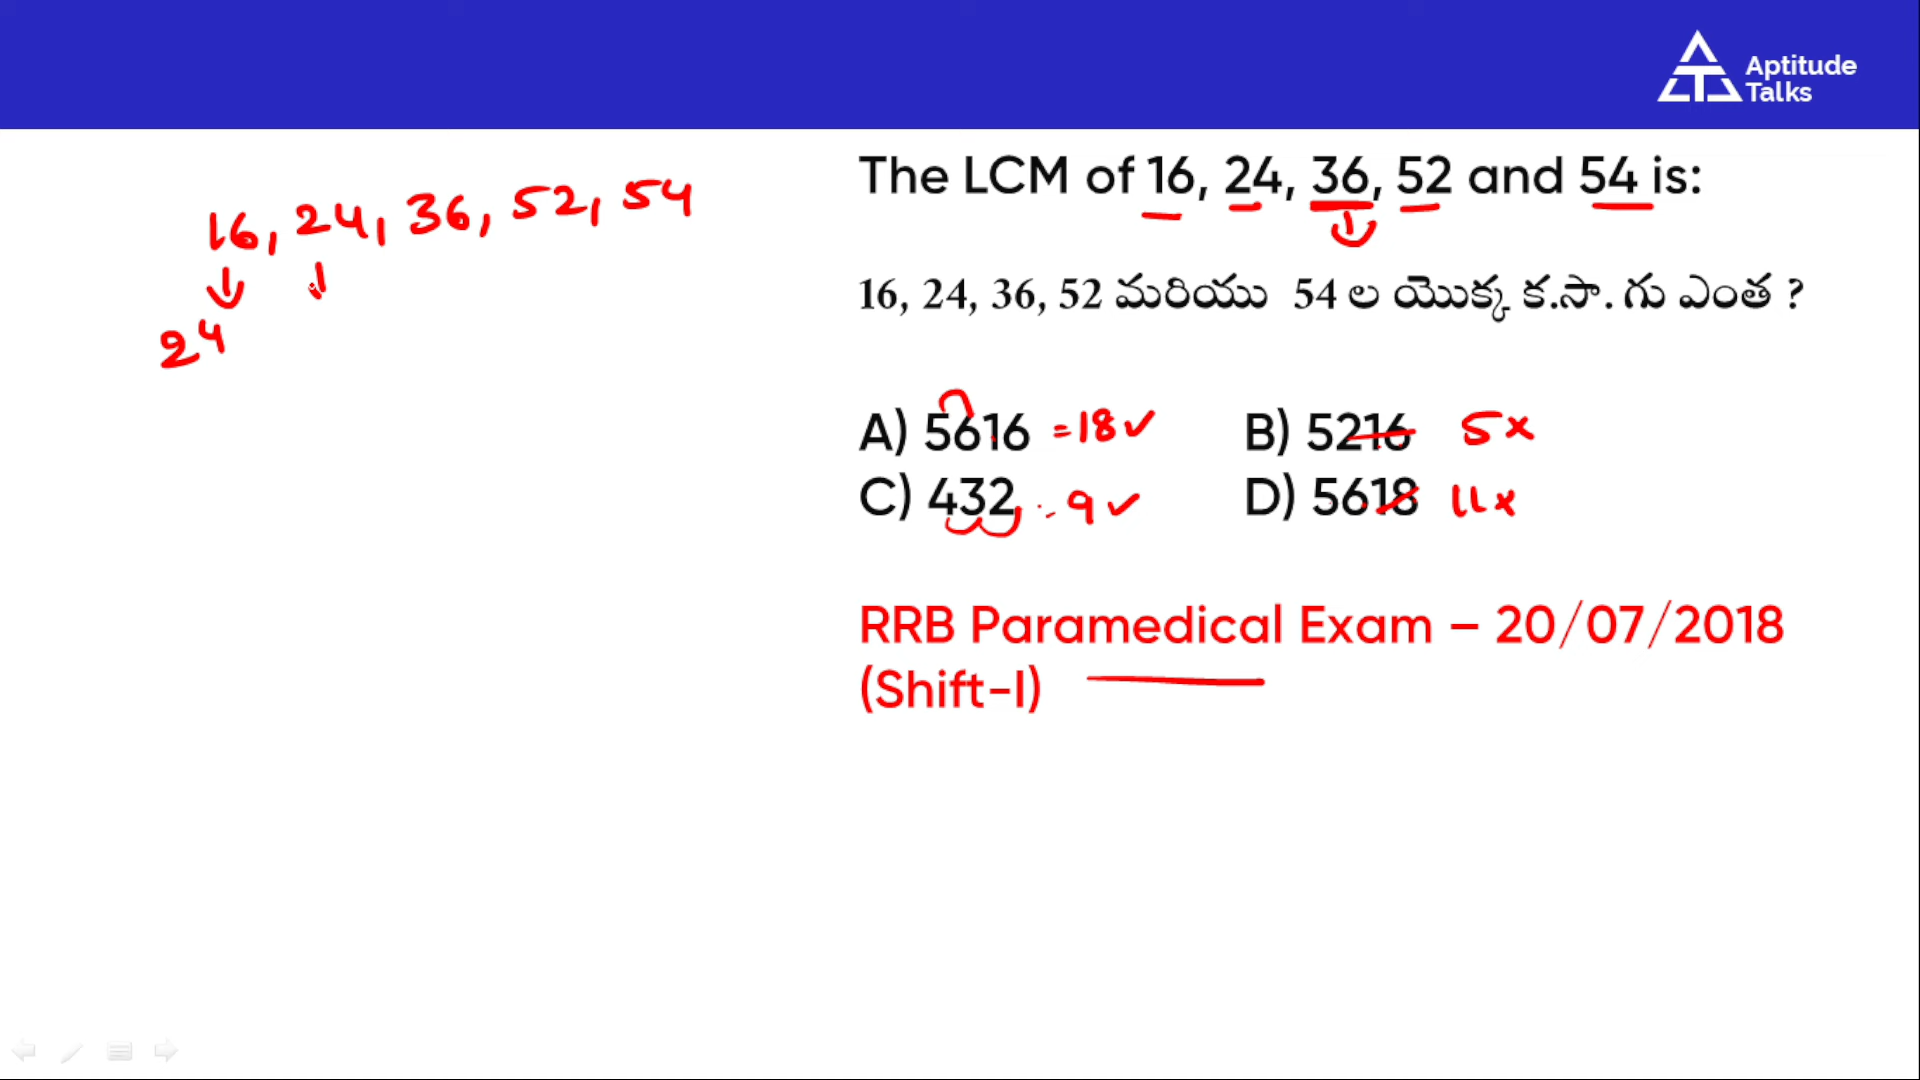 Aptitude
Talks
The LCM of 16, 24, 36, 52 and 54 is:
16, 24, 36, 52, 54
24
16, 24, 36, 52 మరియు 54 ల యొక్క క.సా.గు ఎంత ?
A) 5616 = 18 ✓ B) 5216 5 x
C) 432 = 9 ✓ D) 5618 11 x
RRB Paramedical Exam – 20/07/2018
(Shift-I)